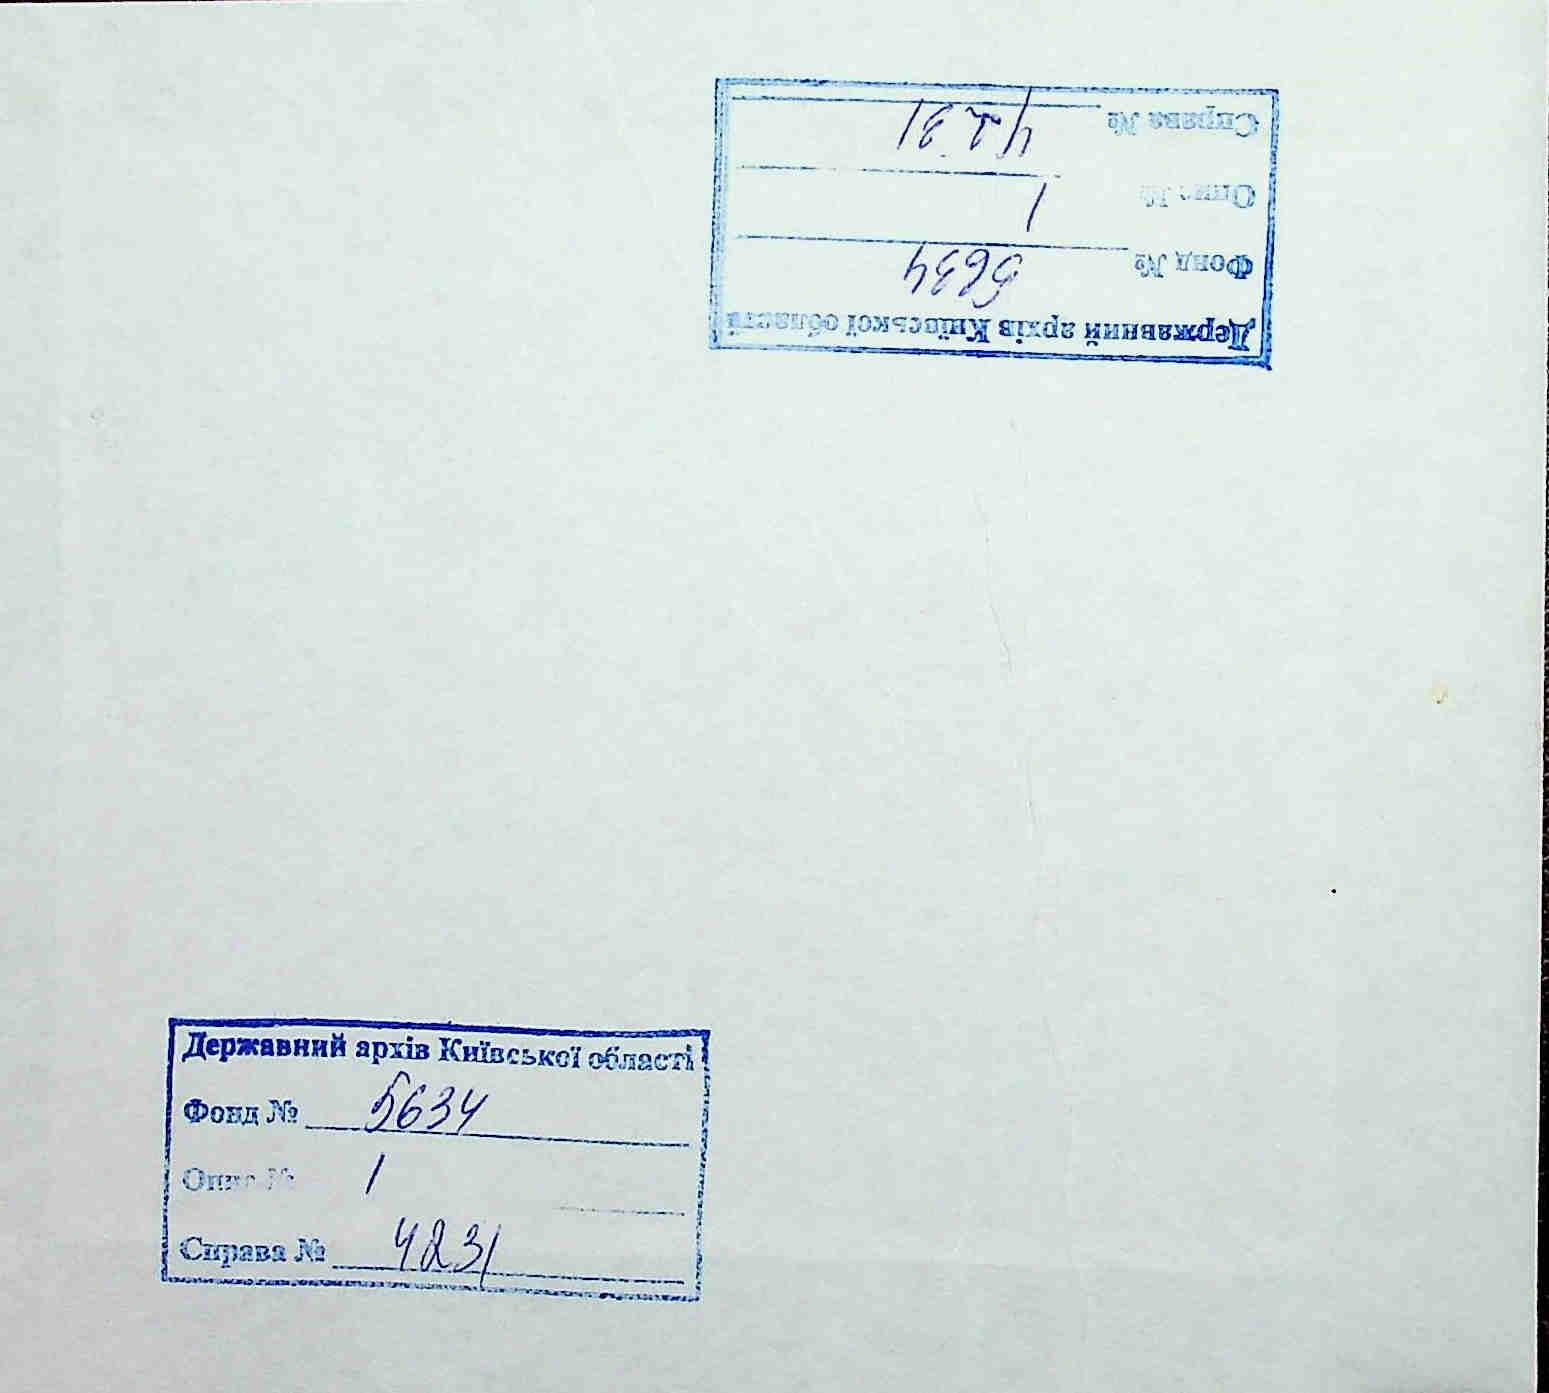 Державний архів Київської області
Фонд № 5634
Опис № 1
Справа № 4231
Державний архів Київської області
Фонд № 5634
Опис № 1
Справа № 4231